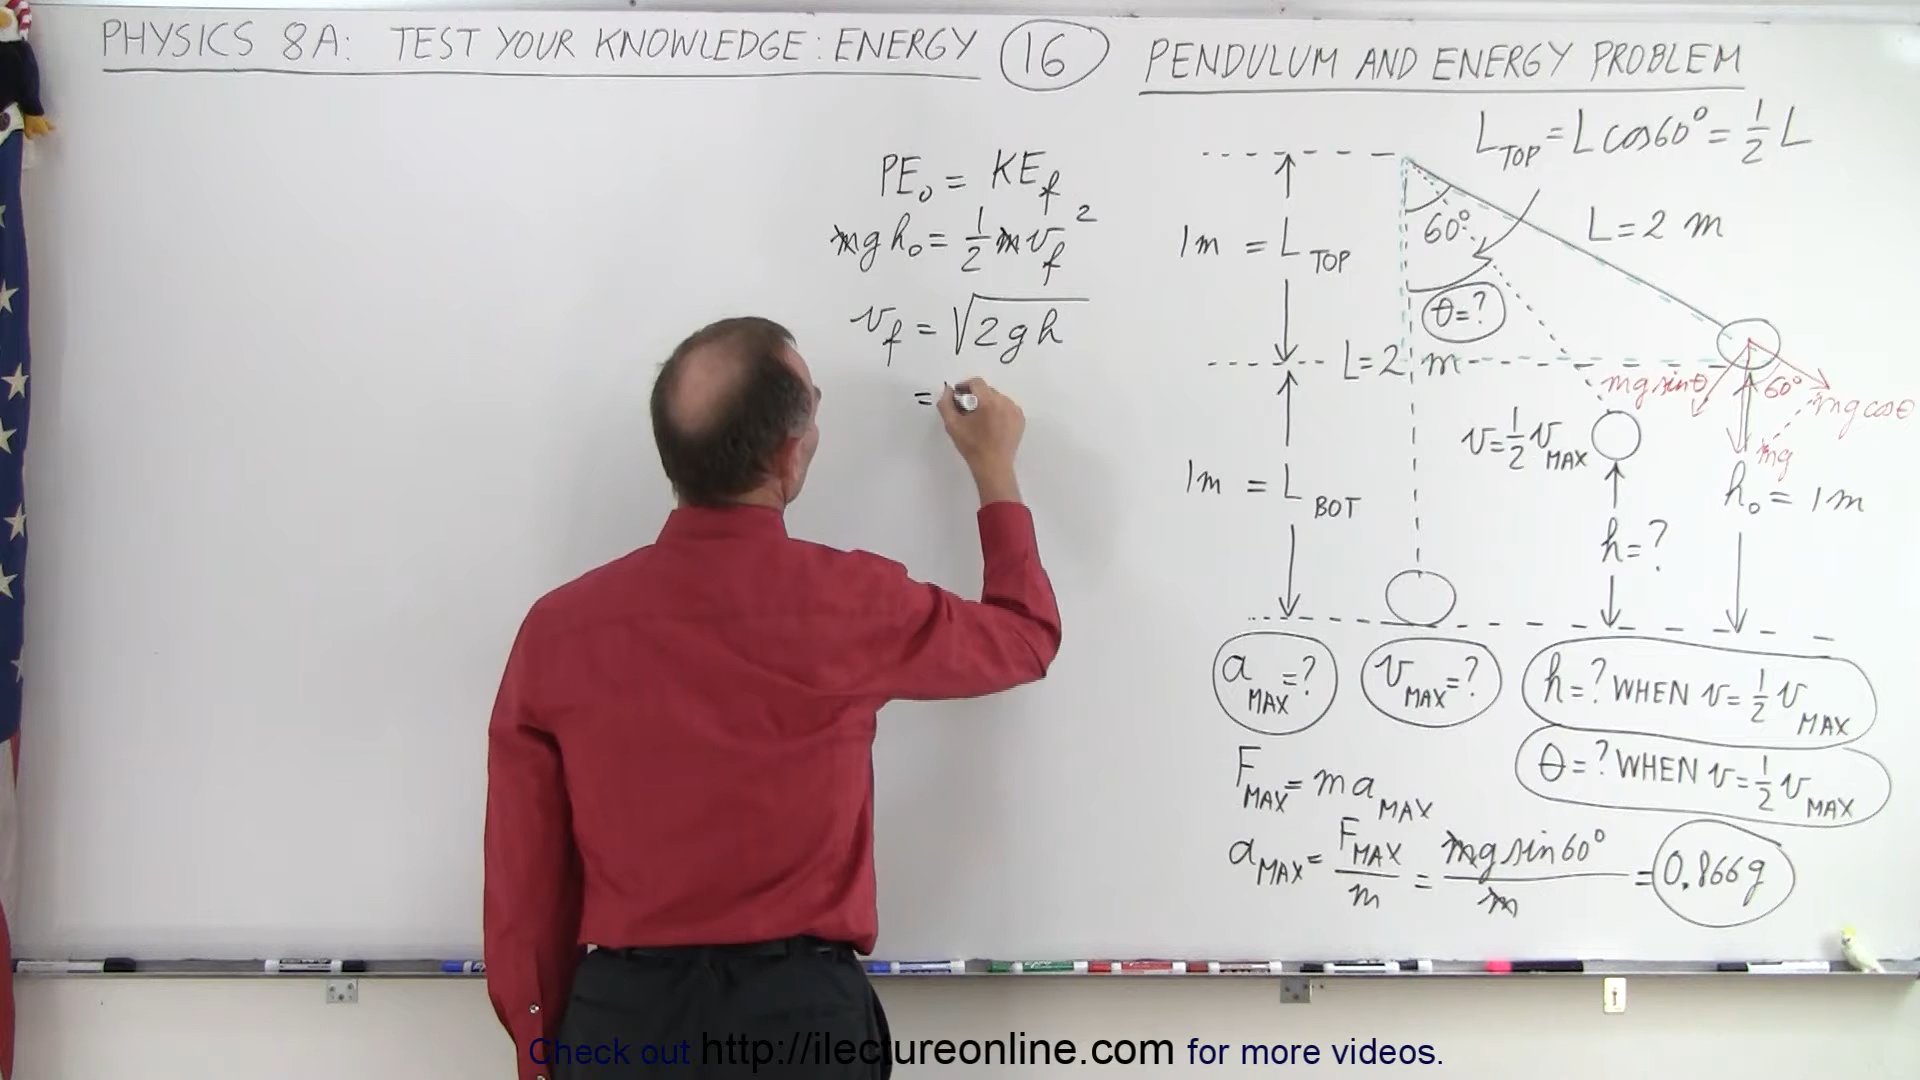 PHYSICS 8A: TEST YOUR KNOWLEDGE: ENERGY 16 PENDULUM AND ENERGY PROBLEM
PE₀ = KE_f
mgh₀ = ½mv_f²
v_f = √2gh
=
L_TOP = L cos60° = ½L
60°
L=2 m
1m = L_TOP
θ=?
L=2 m
mg sinθ
60°
mg cosθ
mg
v=½v_MAX
1m = L_BOT
h₀ = 1m
h=?
a_MAX=?
v_MAX=?
h=? WHEN v=½v_MAX
θ=? WHEN v=½v_MAX
F_MAX = ma_MAX
a_MAX = F_MAX/m = mg sin60°/m = 0.866g
Check out http://ilectureonline.com for more videos.